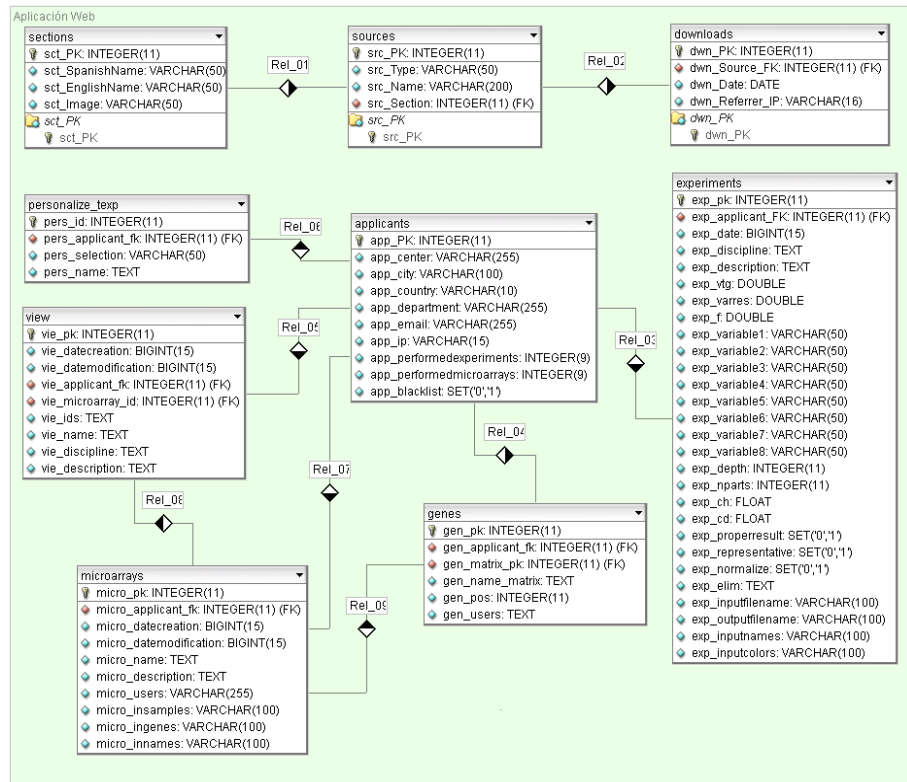 Aplicación Web
sections
sct_PK: INTEGER(11)
sct_SpanishName: VARCHAR(50)
sct_EnglishName: VARCHAR(50)
sct_Image: VARCHAR(50)
sct_PK
sct_PK
Rel_01
sources
src_PK: INTEGER(11)
src_Type: VARCHAR(50)
src_Name: VARCHAR(200)
src_Section: INTEGER(11) (FK)
src_PK
src_PK
Rel_02
downloads
dwn_PK: INTEGER(11)
dwn_Source_FK: INTEGER(11) (FK)
dwn_Date: DATE
dwn_Referrer_IP: VARCHAR(16)
dwn_PK
dwn_PK
personalize_texp
pers_id: INTEGER(11)
pers_applicant_fk: INTEGER(11) (FK)
pers_selection: VARCHAR(50)
pers_name: TEXT
Rel_06
applicants
app_PK: INTEGER(11)
app_center: VARCHAR(255)
app_city: VARCHAR(100)
app_country: VARCHAR(10)
app_department: VARCHAR(255)
app_email: VARCHAR(255)
app_ip: VARCHAR(15)
app_performedexperiments: INTEGER(9)
app_performedmicroarrays: INTEGER(9)
app_blacklist: SET('0','1')
Rel_03
experiments
exp_pk: INTEGER(11)
exp_applicant_FK: INTEGER(11) (FK)
exp_date: BIGINT(15)
exp_discipline: TEXT
exp_description: TEXT
exp_vtg: DOUBLE
exp_varres: DOUBLE
exp_f: DOUBLE
exp_variable1: VARCHAR(50)
exp_variable2: VARCHAR(50)
exp_variable3: VARCHAR(50)
exp_variable4: VARCHAR(50)
exp_variable5: VARCHAR(50)
exp_variable6: VARCHAR(50)
exp_variable7: VARCHAR(50)
exp_variable8: VARCHAR(50)
exp_depth: INTEGER(11)
exp_nparts: INTEGER(11)
exp_ch: FLOAT
exp_cd: FLOAT
exp_properresult: SET('0','1')
exp_representative: SET('0','1')
exp_normalize: SET('0','1')
exp_elim: TEXT
exp_inputfilename: VARCHAR(100)
exp_outputfilename: VARCHAR(100)
exp_inputnames: VARCHAR(100)
exp_inputcolors: VARCHAR(100)
view
vie_pk: INTEGER(11)
vie_datecreation: BIGINT(15)
vie_datemodification: BIGINT(15)
vie_applicant_fk: INTEGER(11) (FK)
vie_microarray_id: INTEGER(11) (FK)
vie_ids: TEXT
vie_name: TEXT
vie_discipline: TEXT
vie_description: TEXT
Rel_05
Rel_04
Rel_07
Rel_08
genes
gen_pk: INTEGER(11)
gen_applicant_fk: INTEGER(11) (FK)
gen_matrix_pk: INTEGER(11) (FK)
gen_name_matrix: TEXT
gen_pos: INTEGER(11)
gen_users: TEXT
microarrays
micro_pk: INTEGER(11)
micro_applicant_fk: INTEGER(11) (FK)
micro_datecreation: BIGINT(15)
micro_datemodification: BIGINT(15)
micro_name: TEXT
micro_description: TEXT
micro_users: VARCHAR(255)
micro_insamples: VARCHAR(100)
micro_ingenes: VARCHAR(100)
micro_innames: VARCHAR(100)
Rel_09